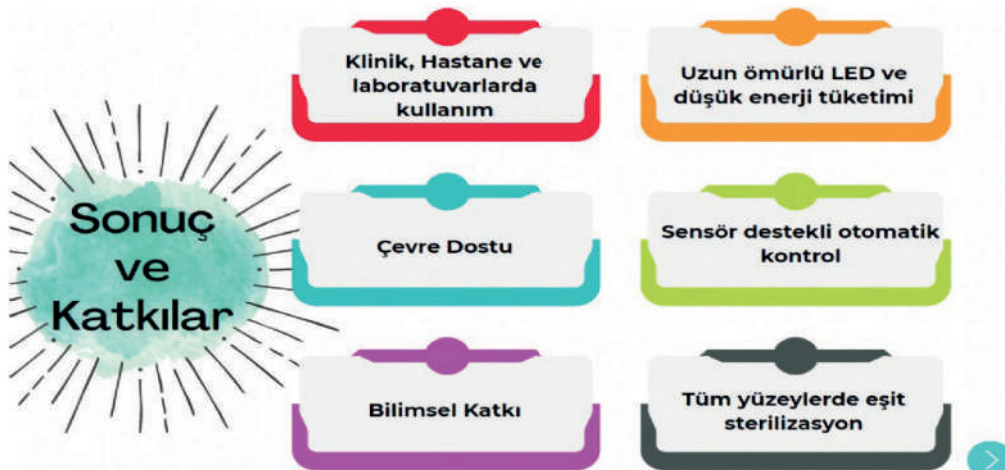 Sonuç
ve
Katkılar
Klinik, Hastane ve
laboratuvarlarda
kullanım
Uzun ömürlü LED ve
düşük enerji tüketimi
Çevre Dostu
Sensör destekli otomatik
kontrol
Bilimsel Katkı
Tüm yüzeylerde eşit
sterilizasyon